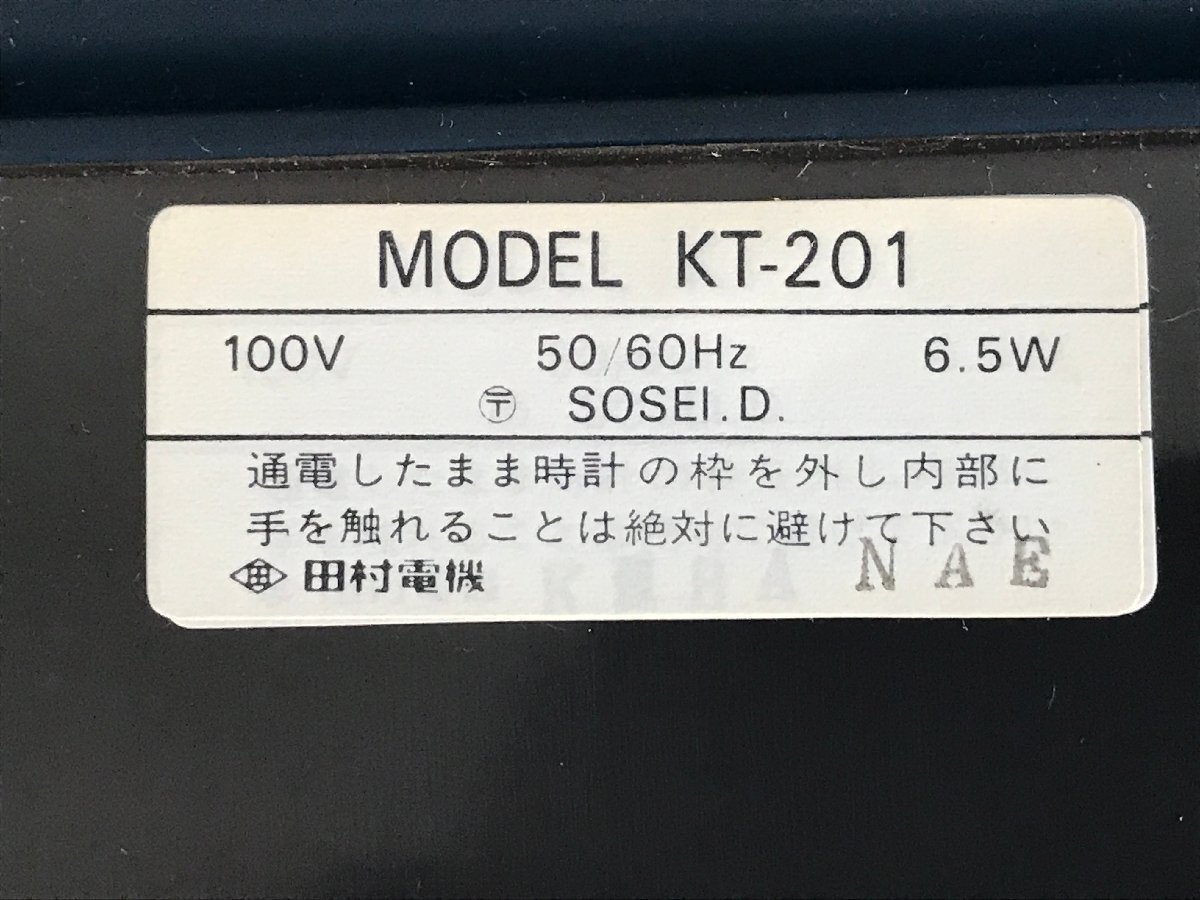 MODEL KT-201
100V 50/60Hz 6.5W
〒 SOSEI.D.
通電したまま時計の枠を外し内部に
手を触れることは絶対に避けて下さい
田村電機 NAE